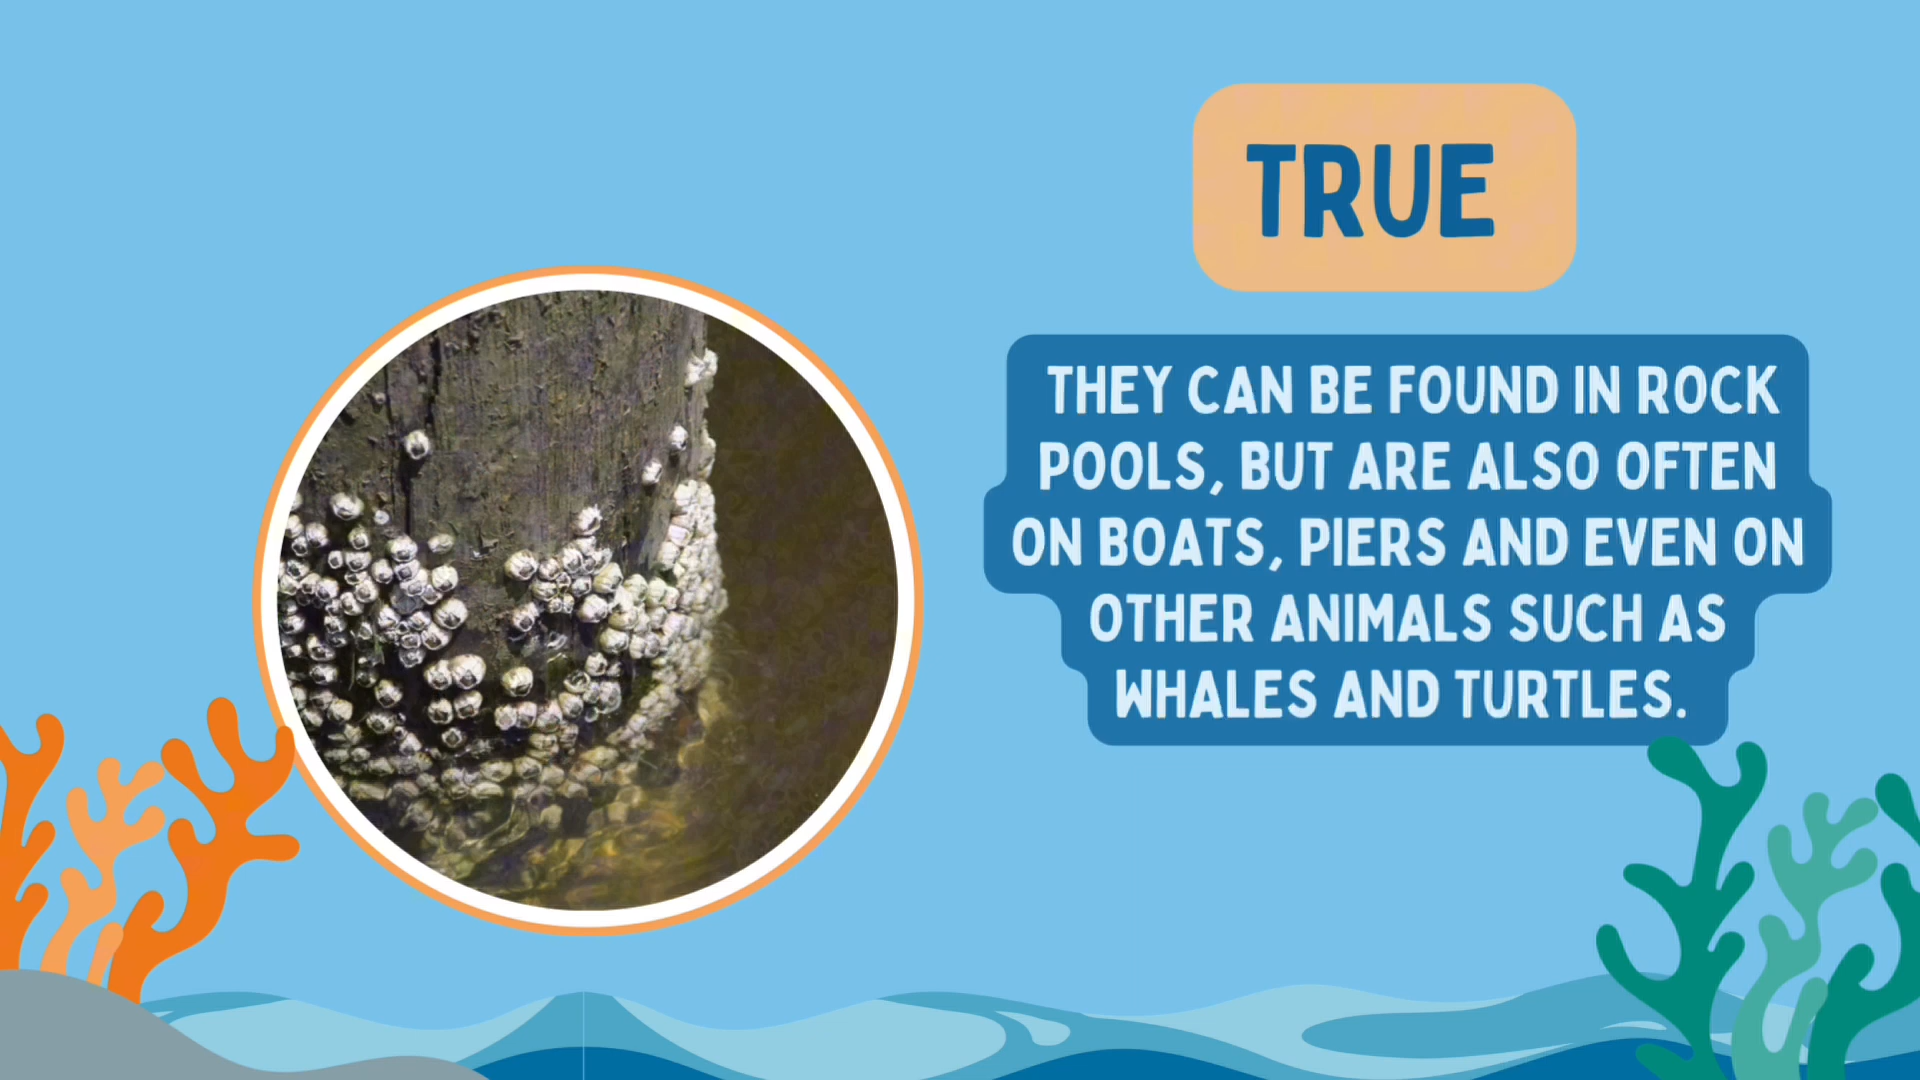 TRUE
THEY CAN BE FOUND IN ROCK
POOLS, BUT ARE ALSO OFTEN
ON BOATS, PIERS AND EVEN ON
OTHER ANIMALS SUCH AS
WHALES AND TURTLES.